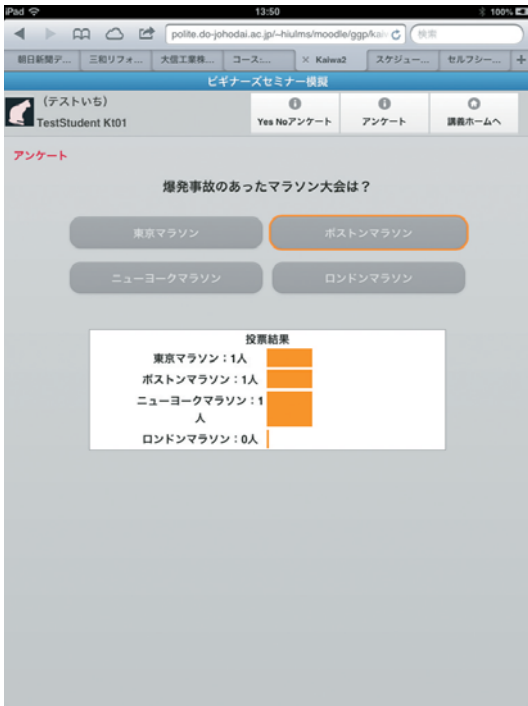 iPad 13:50 100%
polite.do-johodai.ac.jp/~hiulms/moodle/ggp/kaiw 検索
朝日新聞デ... 三和リフォ... 大信工業株... コース:... × Kaiwa2 スケジュー... セルフシー... +
ビギナーズセミナー模擬
(テストいち)
TestStudent Kt01
Yes Noアンケート アンケート 講義ホームへ
アンケート
爆発事故のあったマラソン大会は?
東京マラソン ボストンマラソン
ニューヨークマラソン ロンドンマラソン
投票結果
東京マラソン:1人
ボストンマラソン:1人
ニューヨークマラソン:1
人
ロンドンマラソン:0人